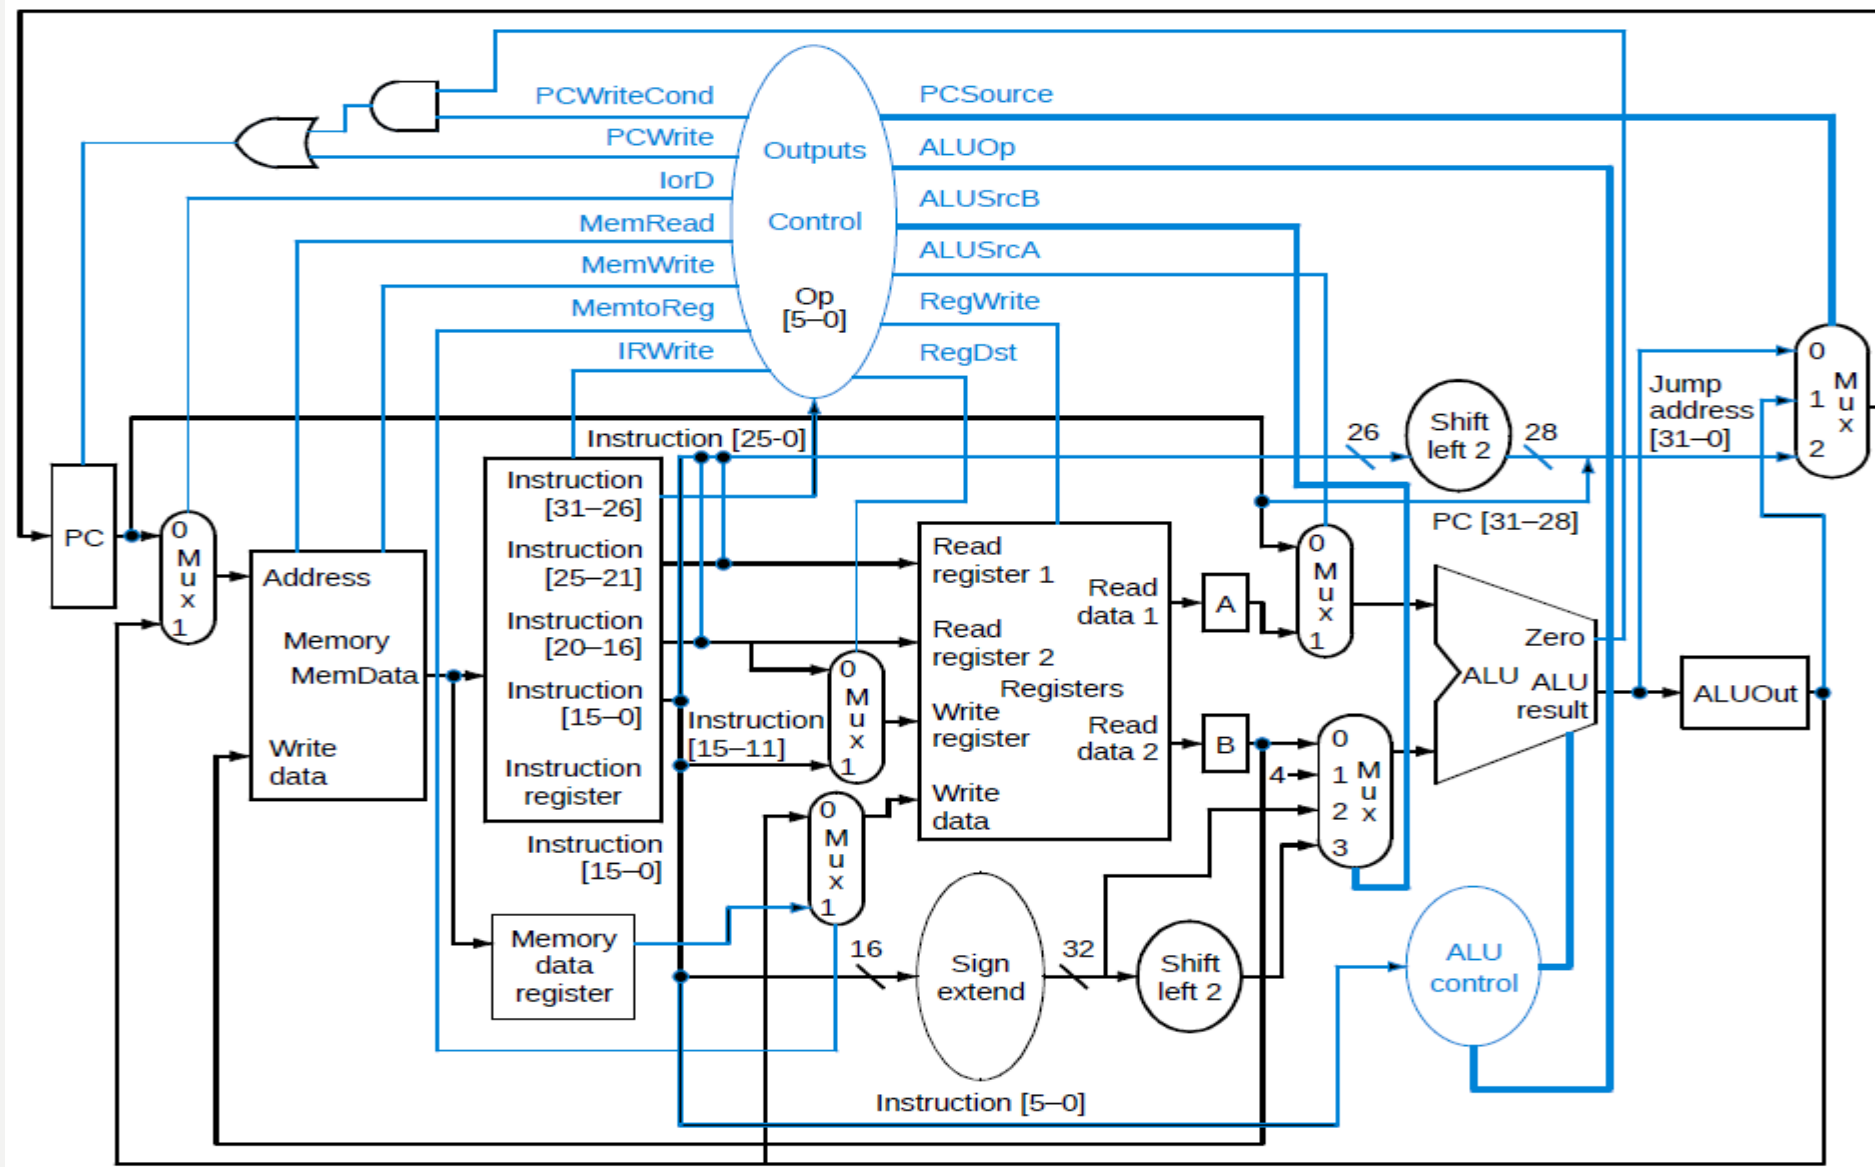 PCWriteCond
PCWrite
IorD
MemRead
MemWrite
MemtoReg
IRWrite
Outputs
Control
Op
[5–0]
PCSource
ALUOp
ALUSrcB
ALUSrcA
RegWrite
RegDst
Instruction [25-0]
26
Shift
left 2
28
Jump
address
[31–0]
0
1
2
M
u
x
PC [31–28]
PC
0
M
u
x
1
Address
Memory
MemData
Write
data
Instruction
[31–26]
Instruction
[25–21]
Instruction
[20–16]
Instruction
[15–0]
Instruction
register
Instruction
[15–0]
Memory
data
register
Instruction
[15–11]
0
M
u
x
1
0
M
u
x
1
Read
register 1
Read
register 2
Registers
Write
register
Write
data
Read
data 1
Read
data 2
A
B
4
0
M
u
x
1
0
1
2
3
M
u
x
Zero
ALU
ALU
result
ALUOut
16
Sign
extend
32
Shift
left 2
ALU
control
Instruction [5–0]